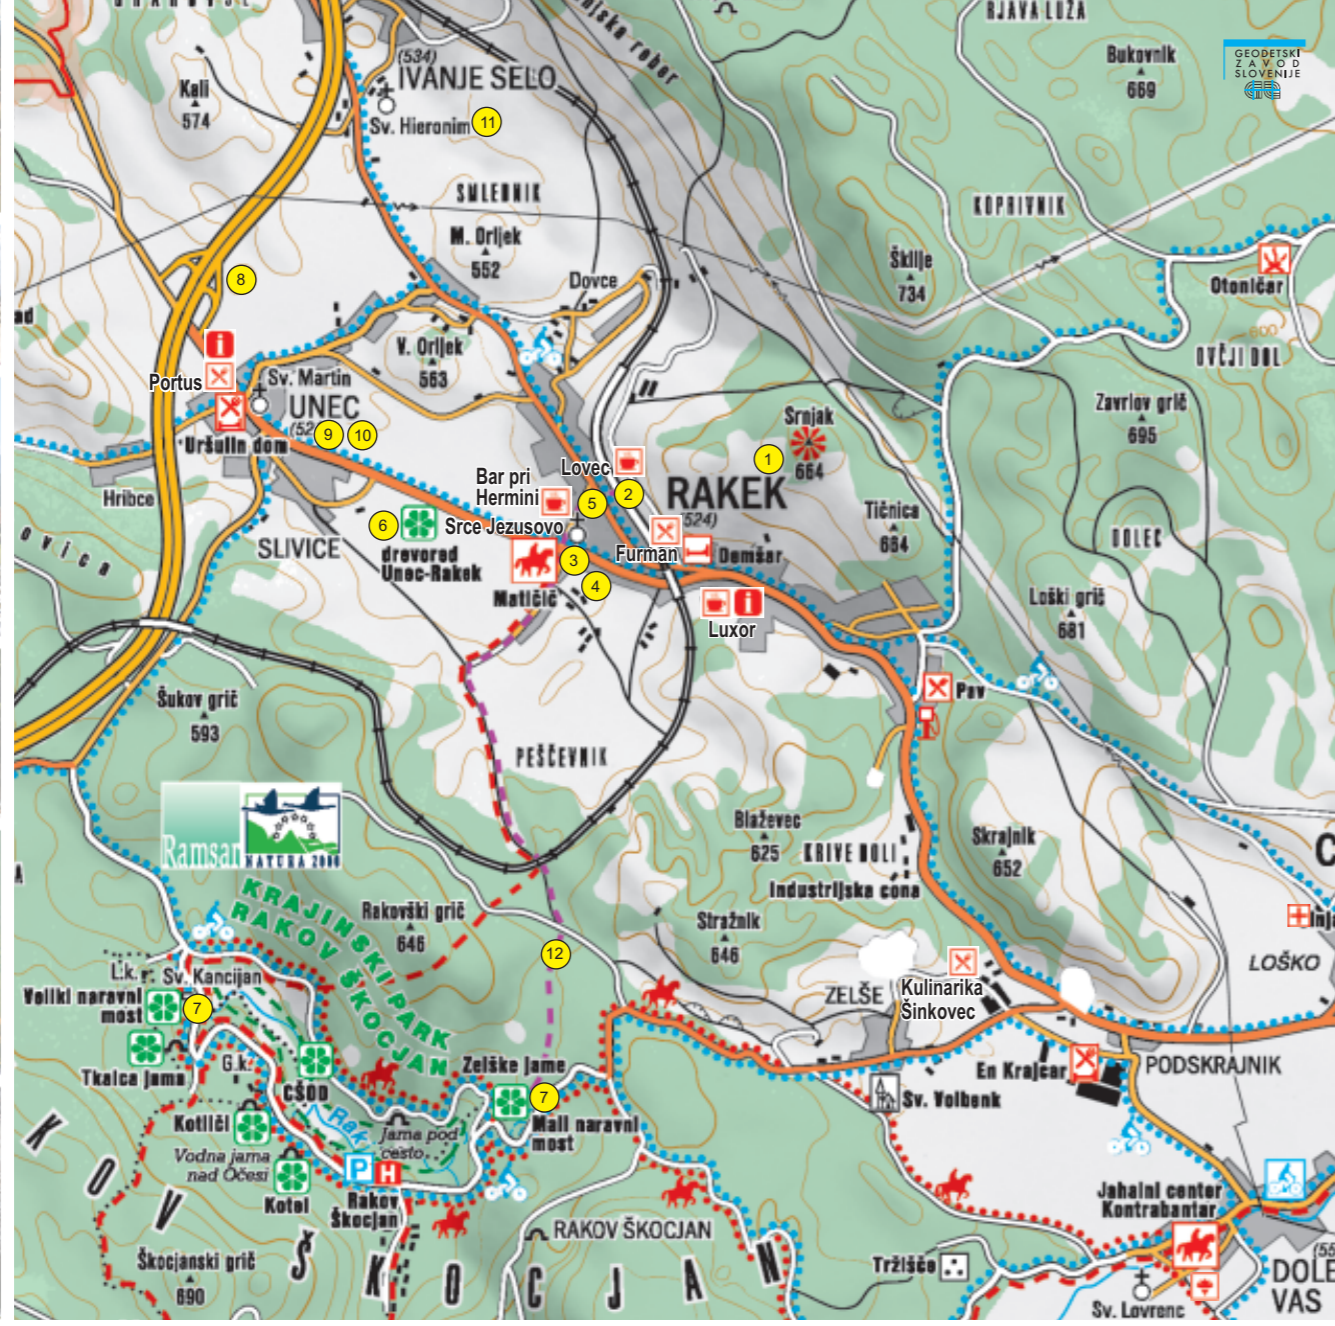 RJAVA LUŽA
Bukovnik
669
GEODETSKI
ZAVOD
SLOVENIJE
(534)
IVANJE SELO
Kali
574
Sv. Hieronim
11
SMLEDNIK
M. Orljek
552
KOPRIVNIK
Škilje
734
Otoničar
600
8
Dovce
OVČJI DOL
V. Orljek
563
i
Portus
Sv. Martin
UNEC
9
10
Uršulin dom
Zavrlov grič
695
Srnjak
664
1
Hribce
Lovec
Bar pri
Hermini
5
2
RAKEK
(524)
Tičnica
664
DOLEC
6
Srce Jezusovo
SLIVICE
drevored
Unec-Rakek
3
4
Matičič
Furman
Demšar
i
Luxor
Loški grič
681
Pav
Šukov grič
593
PEŠČEVNIK
Ramsar
NATURA 2000
Blaževec
625
KRIVE DOLI
Industrijska cona
Skrajnik
652
KRAJINSKI PARK
RAKOV ŠKOCJAN
Rakovški grič
646
Stražnik
646
12
LOŠKO
L.k.
Sv. Kancijan
Veliki naravni
most
7
ZELŠE
Kulinarika
Šinkovec
Tkalca jama
G.k.
CŠOD
Zelške jame
7
Mali naravni
most
PODSKRAJNIK
En Krajcar
Sv. Volbenk
Kotliči
Rak
Jama pod
cesto
Vodna jama
nad Očesi
Kotel
P
H
Rakov
Škocjan
RAKOV ŠKOCJAN
Jahalni center
Kontrabantar
Škocjanski grič
690
Tržišče
Sv. Lovrenc
DOLE
VAS
KOV ŠKOCJAN